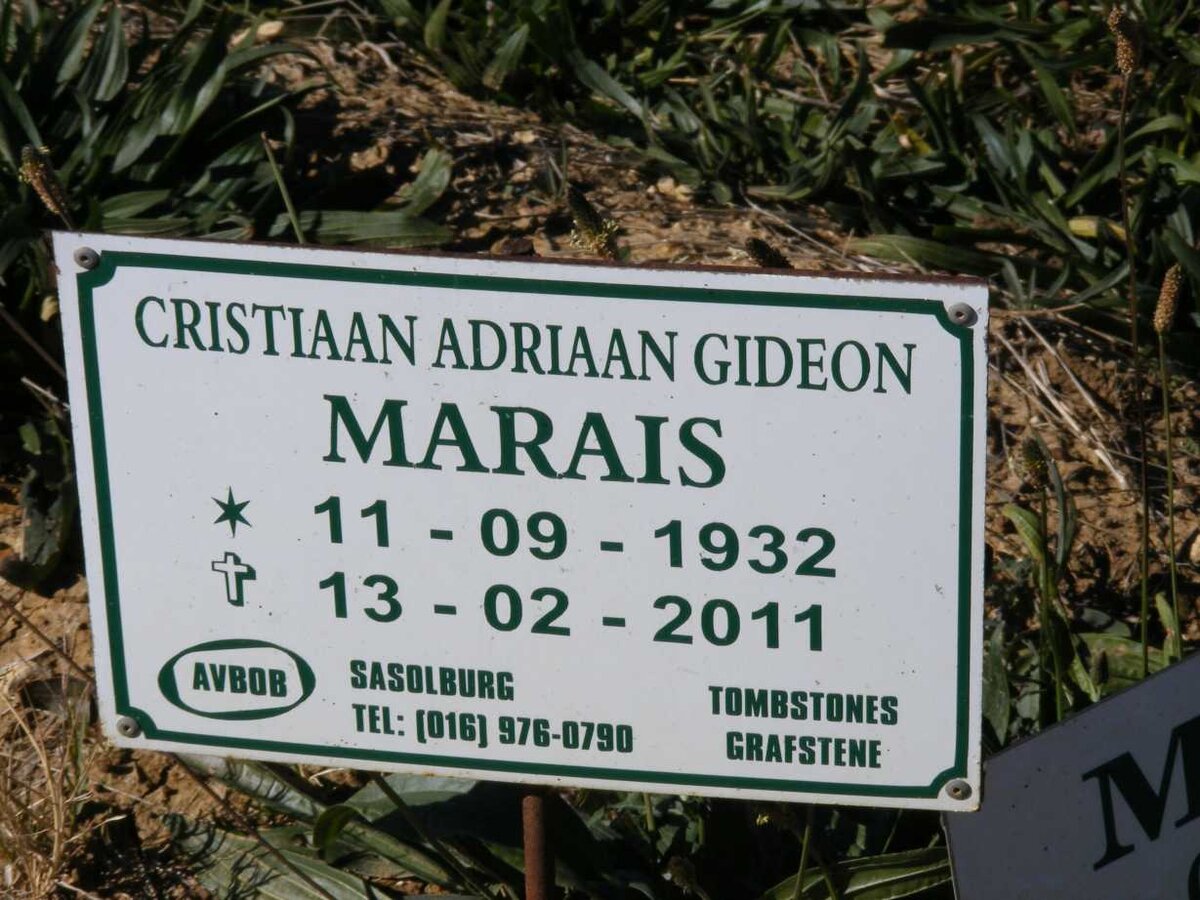 CRISTIAAN ADRIAAN GIDEON
MARAIS
11 - 09 - 1932
13 - 02 - 2011
AVBOB
SASOLBURG
TEL: (016) 976-0790
TOMBSTONES
GRAFSTENE
M